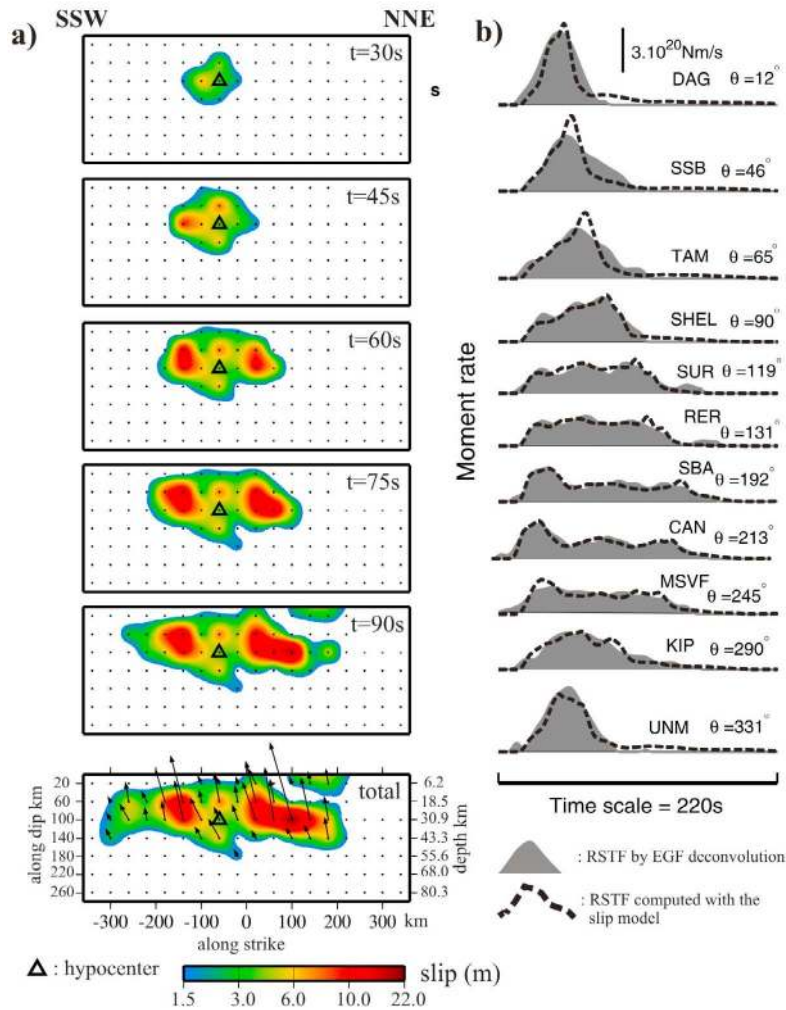 a)
SSW
NNE
t=30s
t=45s
t=60s
t=75s
t=90s
total
along dip km
20
60
100
140
180
220
260
6.2
18.5
30.9
43.3
55.6
68.0
80.3
depth km
-300 -200 -100 0 100 200 300 km
along strike
: hypocenter
slip (m)
1.5 3.0 6.0 10.0 22.0
s
b)
3.10²⁰Nm/s
Moment rate
DAG θ =12°
SSB θ =46°
TAM θ =65°
SHEL θ =90°
SUR θ =119°
RER
θ =131°
SBA
θ =192°
CAN
θ =213°
MSVF
θ =245°
KIP
θ =290°
UNM θ =331°
Time scale = 220s
: RSTF by EGF deconvolution
: RSTF computed with the
slip model